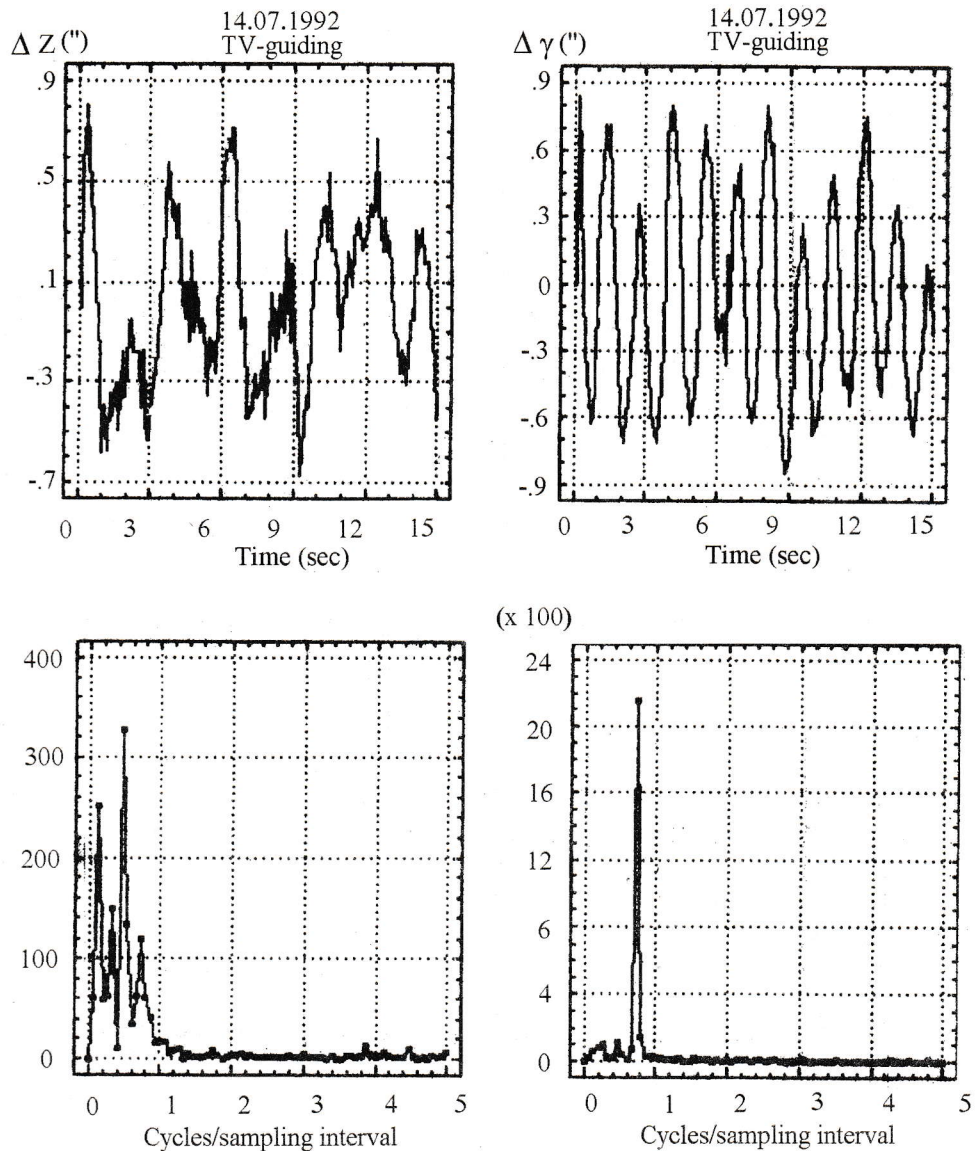 14.07.1992
TV-guiding
Δ Z (")
.9
.5
.1
-.3
-.7
0 3 6 9 12 15
Time (sec)
14.07.1992
TV-guiding
Δ γ (")
.9
.6
.3
0
-.3
-.6
-.9
0 3 6 9 12 15
Time (sec)
400
300
200
100
0
0 1 2 3 4 5
Cycles/sampling interval
(x 100)
24
20
16
12
6
4
0
0 1 2 3 4 5
Cycles/sampling interval